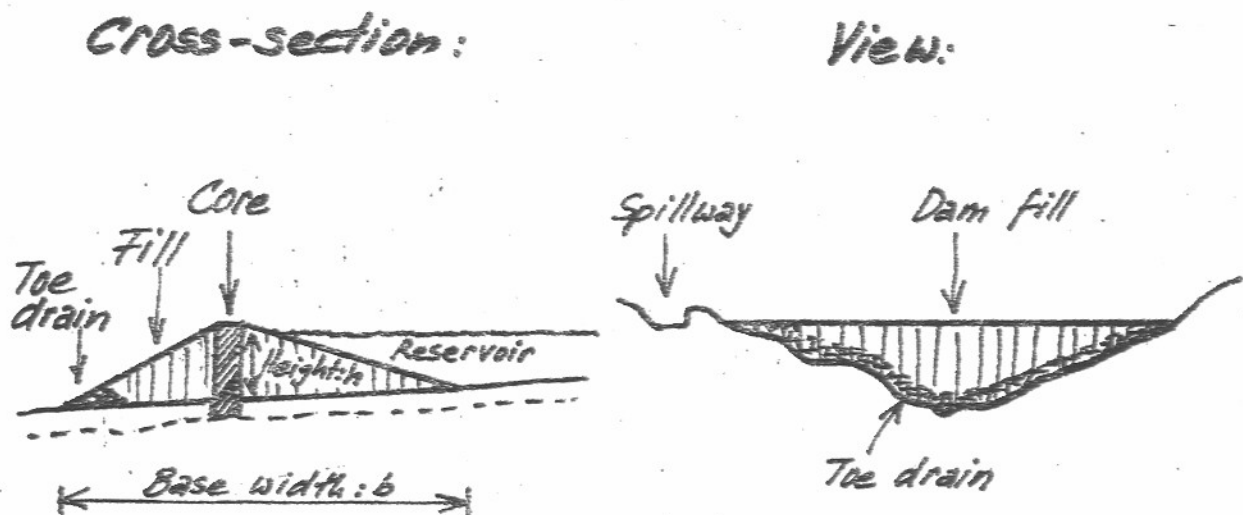 Cross-section:
View:
Core
Fill
Toe
drain
Reservoir
Height:h
Base width: b
Spillway
Dam fill
Toe drain